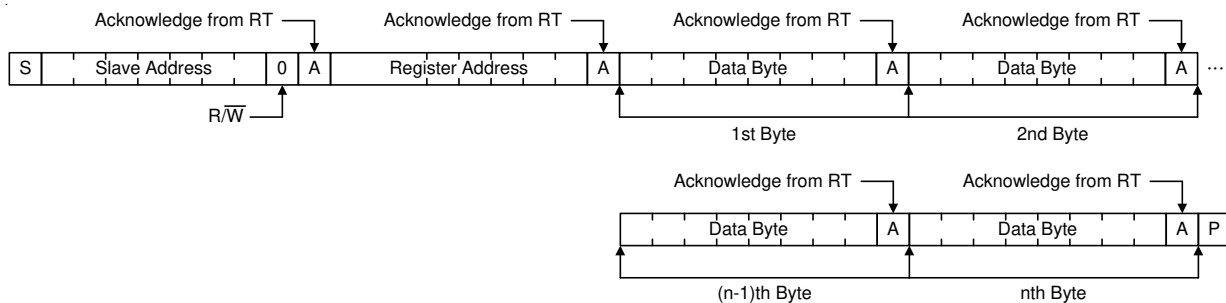 Acknowledge from RT Acknowledge from RT Acknowledge from RT Acknowledge from RT
S Slave Address 0 A Register Address A Data Byte A Data Byte A ...
R/W̅
1st Byte 2nd Byte
Acknowledge from RT Acknowledge from RT
Data Byte A Data Byte A P
(n-1)th Byte nth Byte